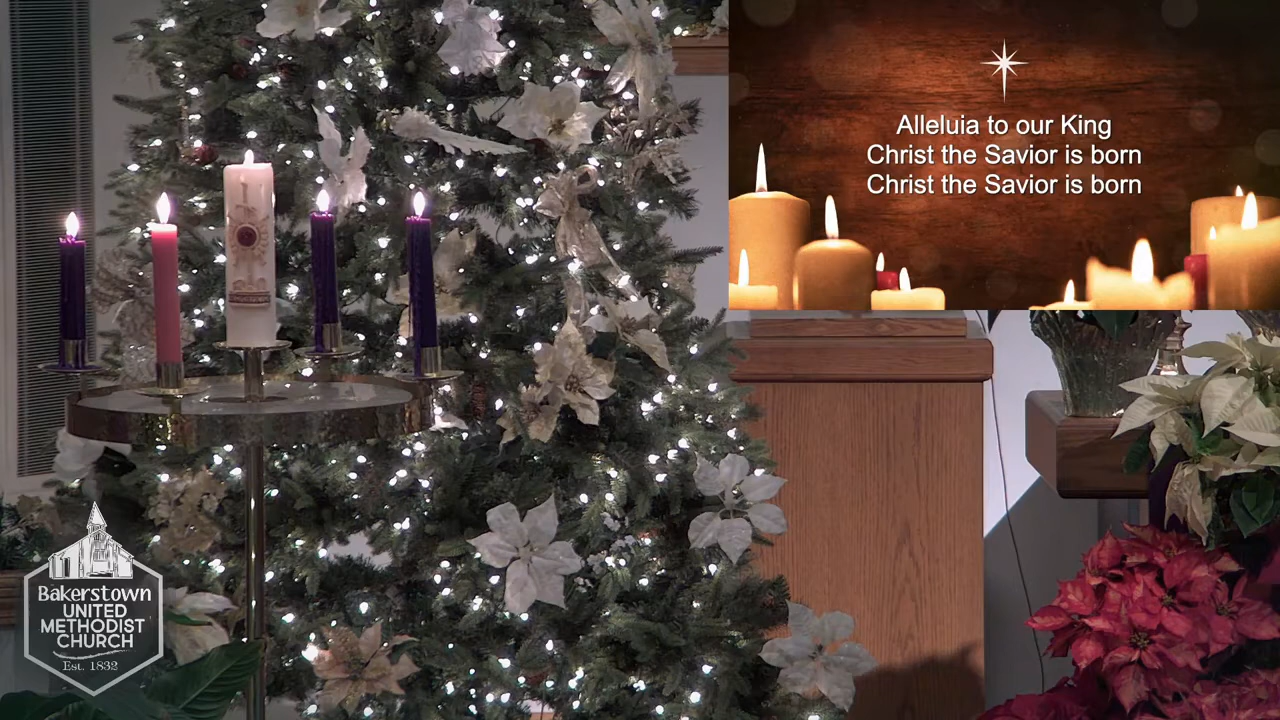 Alleluia to our King
Christ the Savior is born
Christ the Savior is born
Bakerstown
UNITED
METHODIST
CHURCH
Est. 1832